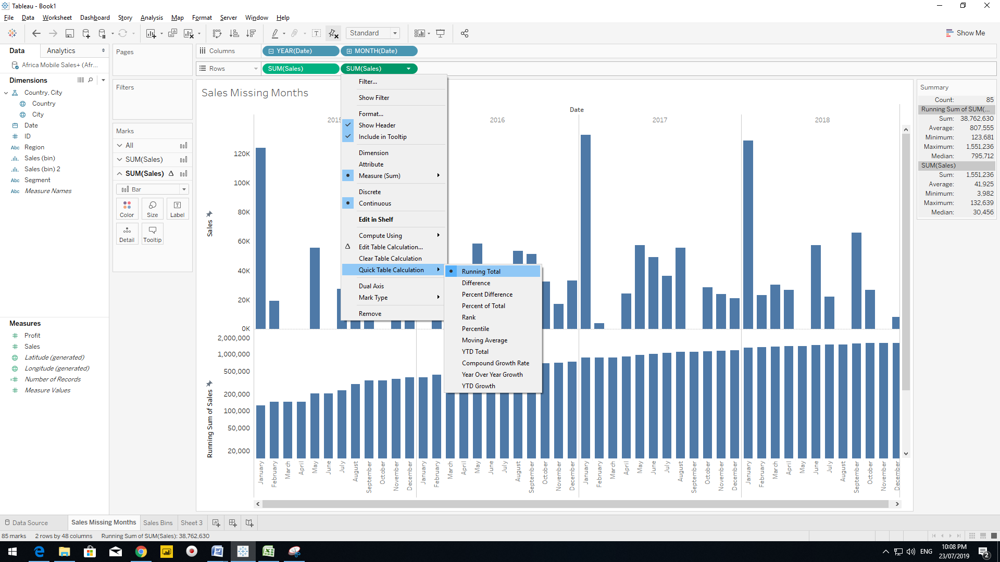 Tableau - Book1
File Data Worksheet Dashboard Story Analysis Map Format Server Window Help
Standard
Show Me
Data Analytics
Africa Mobile Sales+ (Afr...
Dimensions
Country, City
Country
City
Date
ID
Abc Region
Sales (bin)
Sales (bin) 2
Abc Segment
Abc Measure Names
Measures
Profit
Sales
Latitude (generated)
Longitude (generated)
Number of Records
Measure Values
Pages
Filters
Marks
All
SUM(Sales)
SUM(Sales)
Bar
Color Size Label
Detail Tooltip
Columns YEAR(Date) MONTH(Date)
Rows SUM(Sales) SUM(Sales)
Sales Missing Months
Date
2015 2016 2017 2018
Sales
120K
100K
80K
60K
40K
20K
0K
Running Sum of Sales
2,000,000
1,000,000
500,000
200,000
100,000
50,000
20,000
January February March April May June July August September October November December January February March April May June July August September October November December January February March April May June July August September October November December January February March April May June July August September October November December
Filter...
Show Filter
Format...
Show Header
Include in Tooltip
Dimension
Attribute
Measure (Sum)
Discrete
Continuous
Edit in Shelf
Compute Using
Edit Table Calculation...
Clear Table Calculation
Quick Table Calculation
Dual Axis
Mark Type
Remove
Running Total
Difference
Percent Difference
Percent of Total
Rank
Percentile
Moving Average
YTD Total
Compound Growth Rate
Year Over Year Growth
YTD Growth
Summary
Count: 85
Running Sum of SUM(...
Sum: 38,762,630
Average: 807,555
Minimum: 123,681
Maximum: 1,551,236
Median: 795,712
SUM(Sales)
Sum: 1,551,236
Average: 41,925
Minimum: 3,982
Maximum: 132,639
Median: 30,456
Data Source Sales Missing Months Sales Bins Sheet 3
85 marks 2 rows by 48 columns Running Sum of SUM(Sales): 38,762,630
ENG
10:08 PM
23/07/2019
2